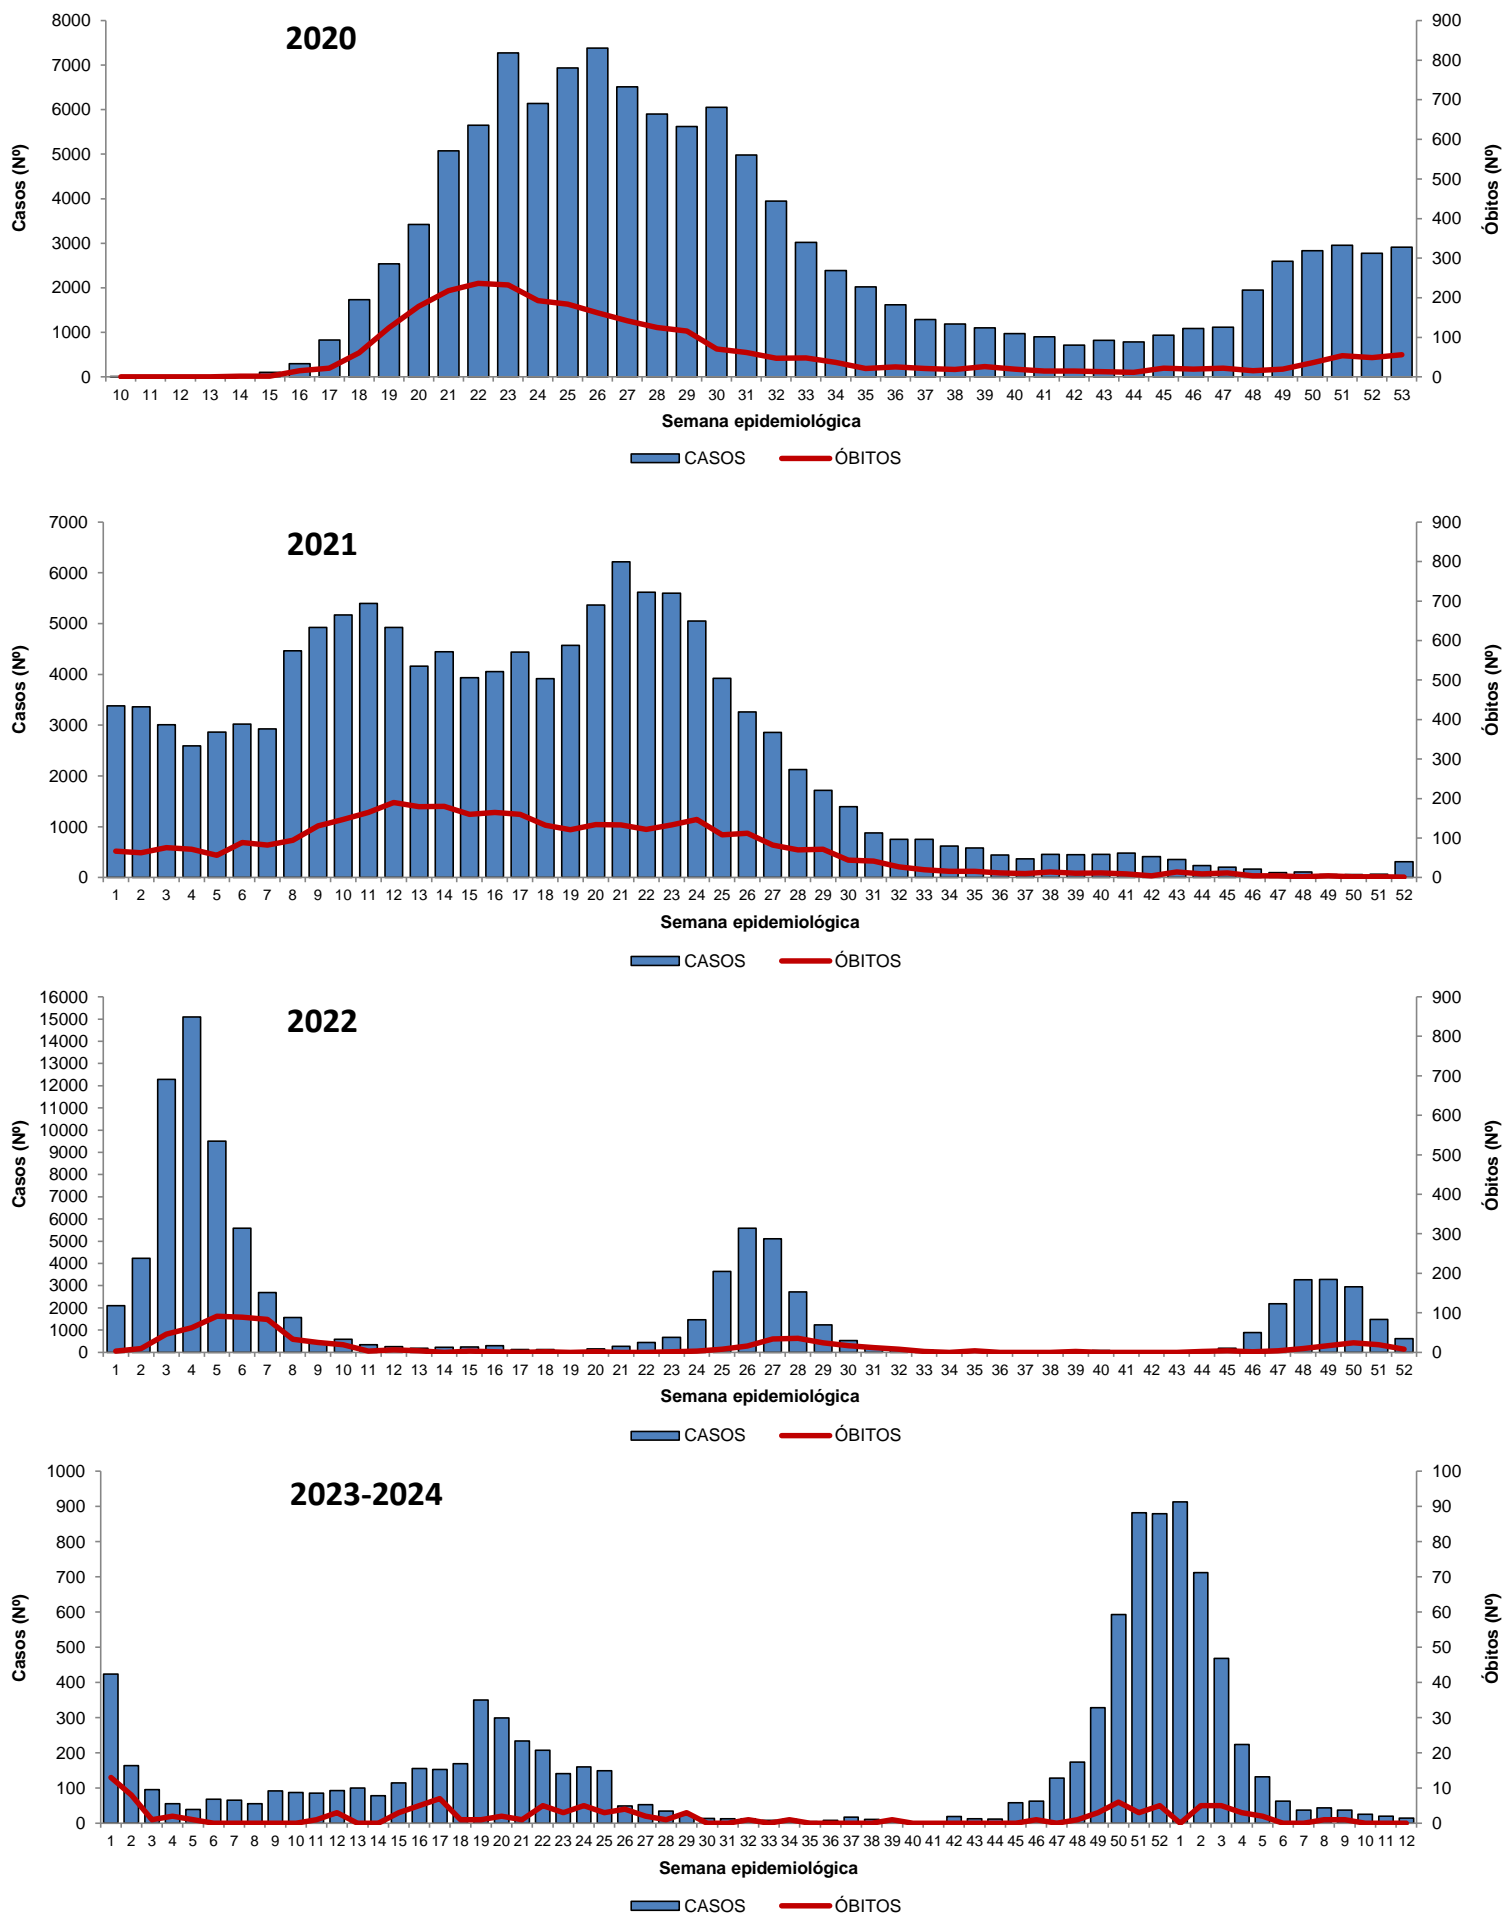 2020
8000 900
7000 800
6000 700
5000 600
4000 500
3000 400
2000 300
1000 200
0 100
0
Casos (Nº)
Óbitos (Nº)
10 11 12 13 14 15 16 17 18 19 20 21 22 23 24 25 26 27 28 29 30 31 32 33 34 35 36 37 38 39 40 41 42 43 44 45 46 47 48 49 50 51 52 53
Semana epidemiológica
CASOS ÓBITOS
2021
7000 900
6000 800
5000 700
4000 600
3000 500
2000 400
1000 300
0 200
100
0
Casos (Nº)
Óbitos (Nº)
1 2 3 4 5 6 7 8 9 10 11 12 13 14 15 16 17 18 19 20 21 22 23 24 25 26 27 28 29 30 31 32 33 34 35 36 37 38 39 40 41 42 43 44 45 46 47 48 49 50 51 52
Semana epidemiológica
CASOS ÓBITOS
2022
16000 900
15000 800
14000 700
13000 600
12000 500
11000 400
10000 300
9000 200
8000 100
7000 0
6000
5000
4000
3000
2000
1000
0
Casos (Nº)
Óbitos (Nº)
1 2 3 4 5 6 7 8 9 10 11 12 13 14 15 16 17 18 19 20 21 22 23 24 25 26 27 28 29 30 31 32 33 34 35 36 37 38 39 40 41 42 43 44 45 46 47 48 49 50 51 52
Semana epidemiológica
CASOS ÓBITOS
2023-2024
1000 100
900 90
800 80
700 70
600 60
500 50
400 40
300 30
200 20
100 10
0 0
Casos (Nº)
Óbitos (Nº)
1 2 3 4 5 6 7 8 9 10 11 12 13 14 15 16 17 18 19 20 21 22 23 24 25 26 27 28 29 30 31 32 33 34 35 36 37 38 39 40 41 42 43 44 45 46 47 48 49 50 51 52 1 2 3 4 5 6 7 8 9 10 11 12
Semana epidemiológica
CASOS ÓBITOS